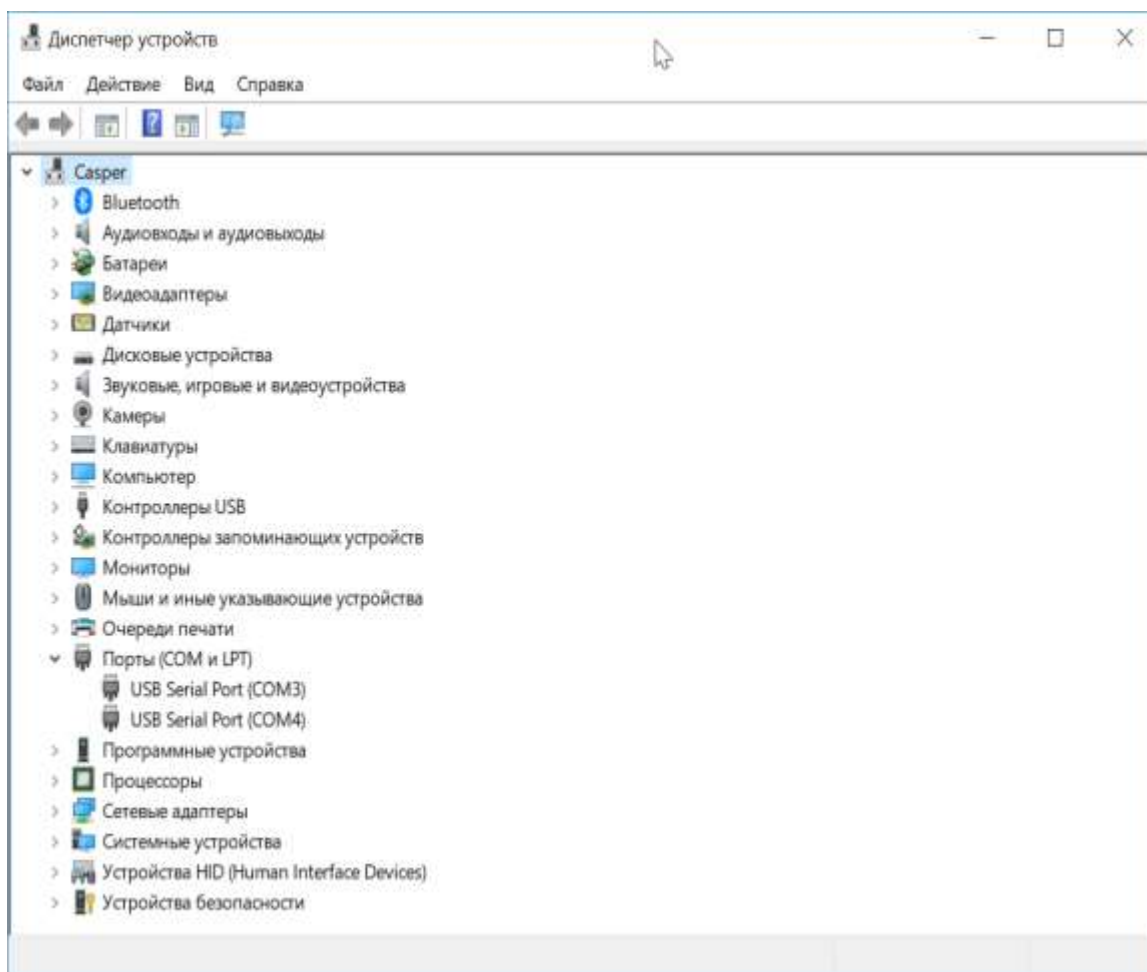 Диспетчер устройств
Файл Действие Вид Справка
Casper
Bluetooth
Аудиовходы и аудиовыходы
Батареи
Видеоадаптеры
Датчики
Дисковые устройства
Звуковые, игровые и видеоустройства
Камеры
Клавиатуры
Компьютер
Контроллеры USB
Контроллеры запоминающих устройств
Мониторы
Мыши и иные указывающие устройства
Очереди печати
Порты (COM и LPT)
USB Serial Port (COM3)
USB Serial Port (COM4)
Программные устройства
Процессоры
Сетевые адаптеры
Системные устройства
Устройства HID (Human Interface Devices)
Устройства безопасности